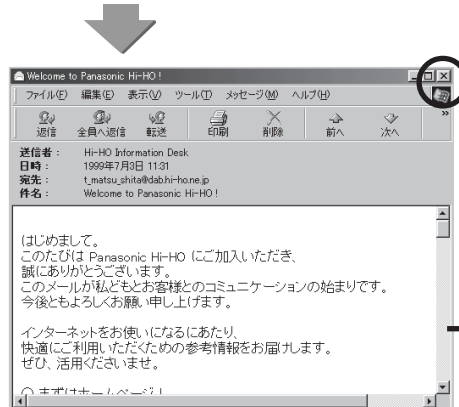 Welcome to Panasonic Hi-HO !
ファイル(F) 編集(E) 表示(V) ツール(T) メッセージ(M) ヘルプ(H)
返信 全員へ返信 転送 印刷 削除 前へ 次へ »
送信者： Hi-HO Information Desk
日時： 1999年7月3日 11:31
宛先： t_matsu_shita@dab.hi-ho.ne.jp
件名： Welcome to Panasonic Hi-HO !
はじめまして。
このたびは Panasonic Hi-HO にご加入いただき、
誠にありがとうございます。
このメールが私どもとお客様とのコミュニケーションの始まりです。
今後ともよろしくお願い申し上げます。
インターネットをお使いになるにあたり、
快適にご利用いただくための参考情報をお届けします。
ぜひ、活用くださいませ。
○ まずはホームページ！